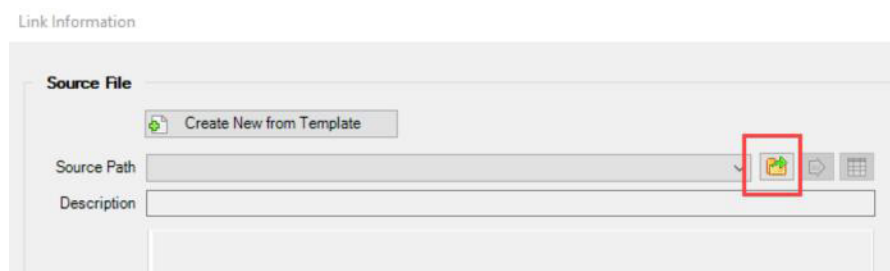 Link Information
Source File
Create New from Template
Source Path
Description